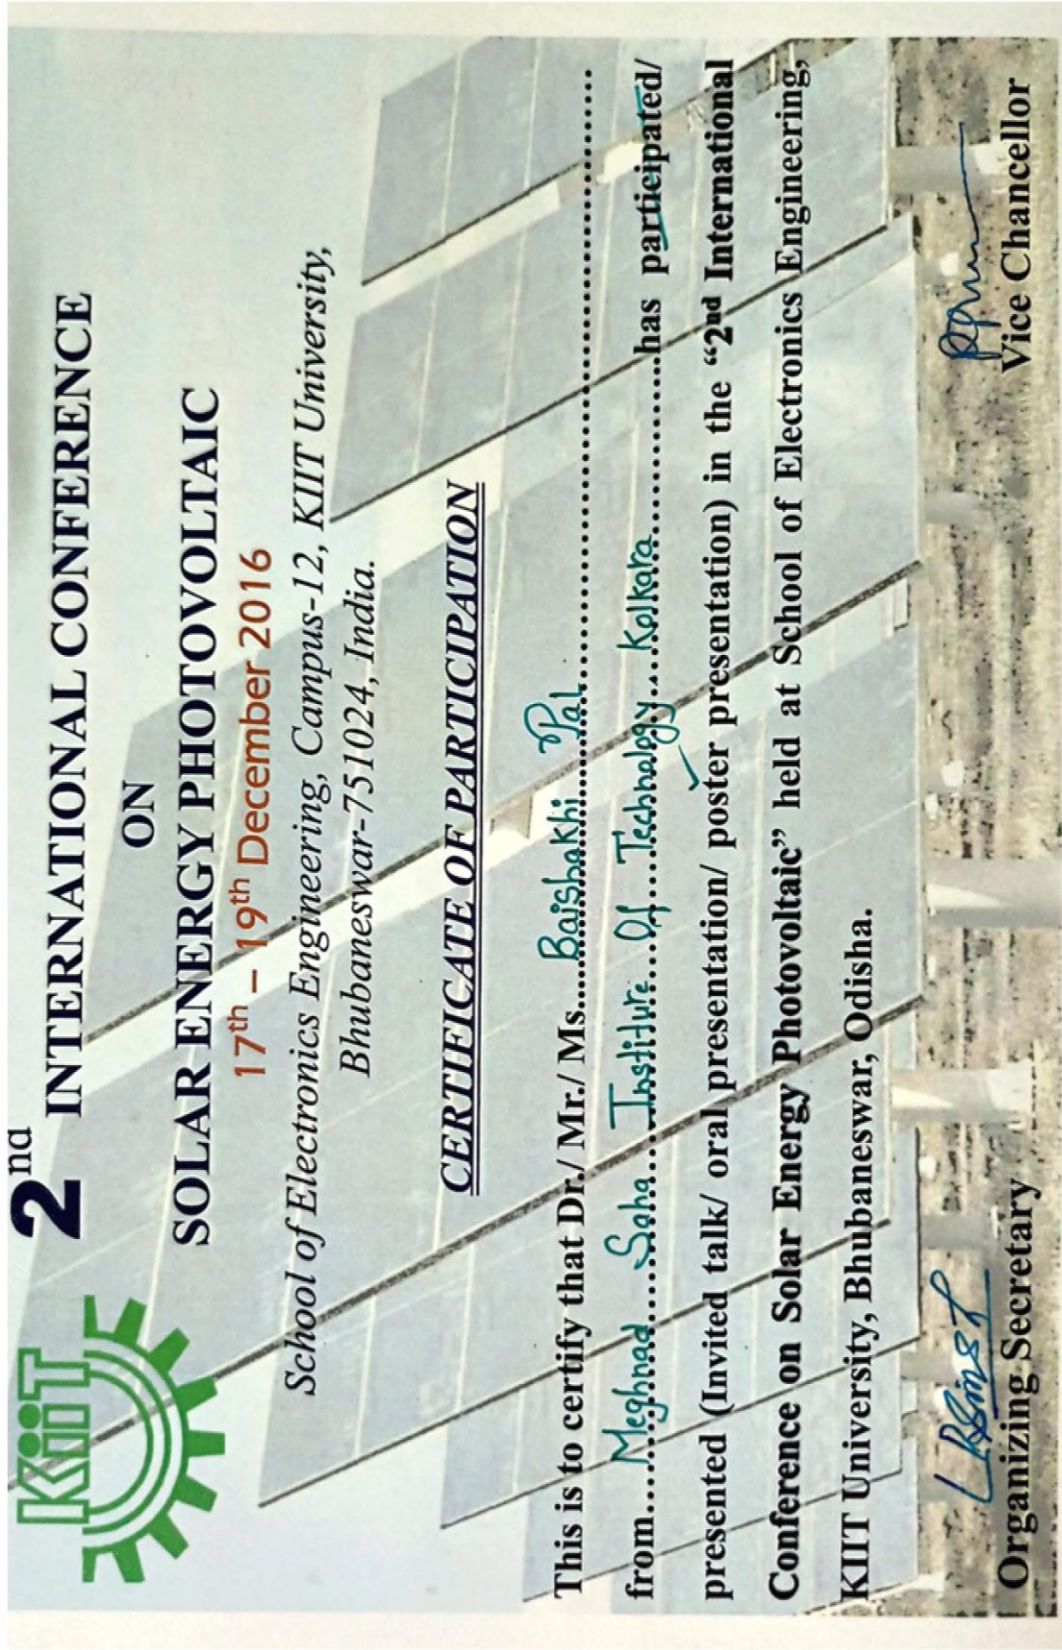 KiiT
2nd
INTERNATIONAL CONFERENCE
ON
SOLAR ENERGY PHOTOVOLTAIC
17th – 19th December 2016
School of Electronics Engineering, Campus-12, KIIT University,
Bhubaneswar-751024, India.
CERTIFICATE OF PARTICIPATION
This is to certify that Dr./ Mr./ Ms.....Baishakhi Pal..............................
from....Meghnad....Saha....Institute....Of....Technology....Kolkata..........has participated/
presented (Invited talk/ oral presentation/ poster presentation) in the “2nd International
Conference on Solar Energy Photovoltaic” held at School of Electronics Engineering,
KIIT University, Bhubaneswar, Odisha.
Organizing Secretary
Vice Chancellor